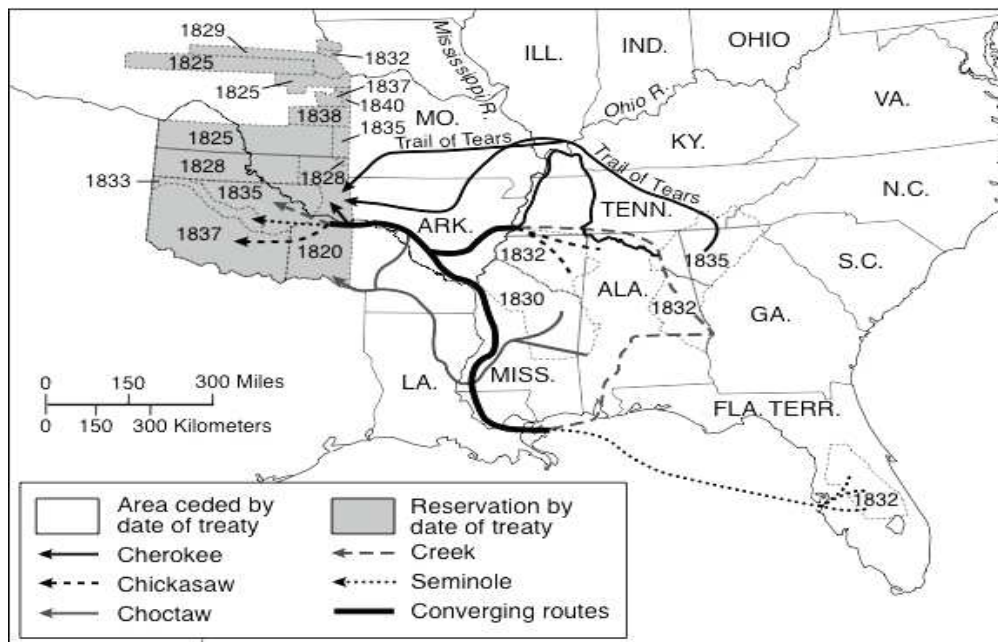 1829
1832
1825
1825
1837
1840
1838
1835
1825
1828
1828
1833
1835
1837
1820
Mississippi R.
ILL.
IND.
OHIO
Ohio R.
VA.
MO.
KY.
Trail of Tears
Trail of Tears
N.C.
TENN.
ARK.
1832
1835
S.C.
ALA.
1830
1832
GA.
LA.
MISS.
FLA. TERR.
1832
0 150 300 Miles
0 150 300 Kilometers
Area ceded by
date of treaty
Cherokee
Chickasaw
Choctaw
Reservation by
date of treaty
Creek
Seminole
Converging routes